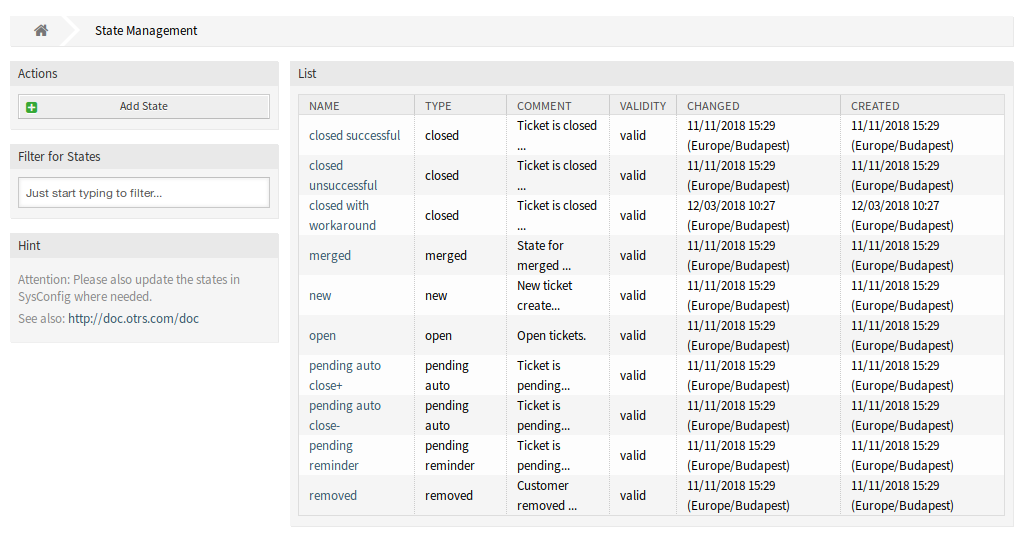 State Management
Actions
Add State
Filter for States
Just start typing to filter...
Hint
Attention: Please also update the states in
SysConfig where needed.
See also: http://doc.otrs.com/doc
List
NAME TYPE COMMENT VALIDITY CHANGED CREATED
closed successful closed Ticket is closed ... valid 11/11/2018 15:29 (Europe/Budapest) 11/11/2018 15:29 (Europe/Budapest)
closed unsuccessful closed Ticket is closed ... valid 11/11/2018 15:29 (Europe/Budapest) 11/11/2018 15:29 (Europe/Budapest)
closed with workaround closed Ticket is closed ... valid 12/03/2018 10:27 (Europe/Budapest) 12/03/2018 10:27 (Europe/Budapest)
merged merged State for merged ... valid 11/11/2018 15:29 (Europe/Budapest) 11/11/2018 15:29 (Europe/Budapest)
new new New ticket create... valid 11/11/2018 15:29 (Europe/Budapest) 11/11/2018 15:29 (Europe/Budapest)
open open Open tickets. valid 11/11/2018 15:29 (Europe/Budapest) 11/11/2018 15:29 (Europe/Budapest)
pending auto close+ pending auto Ticket is pending... valid 11/11/2018 15:29 (Europe/Budapest) 11/11/2018 15:29 (Europe/Budapest)
pending auto close- pending auto Ticket is pending... valid 11/11/2018 15:29 (Europe/Budapest) 11/11/2018 15:29 (Europe/Budapest)
pending reminder pending reminder Ticket is pending... valid 11/11/2018 15:29 (Europe/Budapest) 11/11/2018 15:29 (Europe/Budapest)
removed removed Customer removed ... valid 11/11/2018 15:29 (Europe/Budapest) 11/11/2018 15:29 (Europe/Budapest)